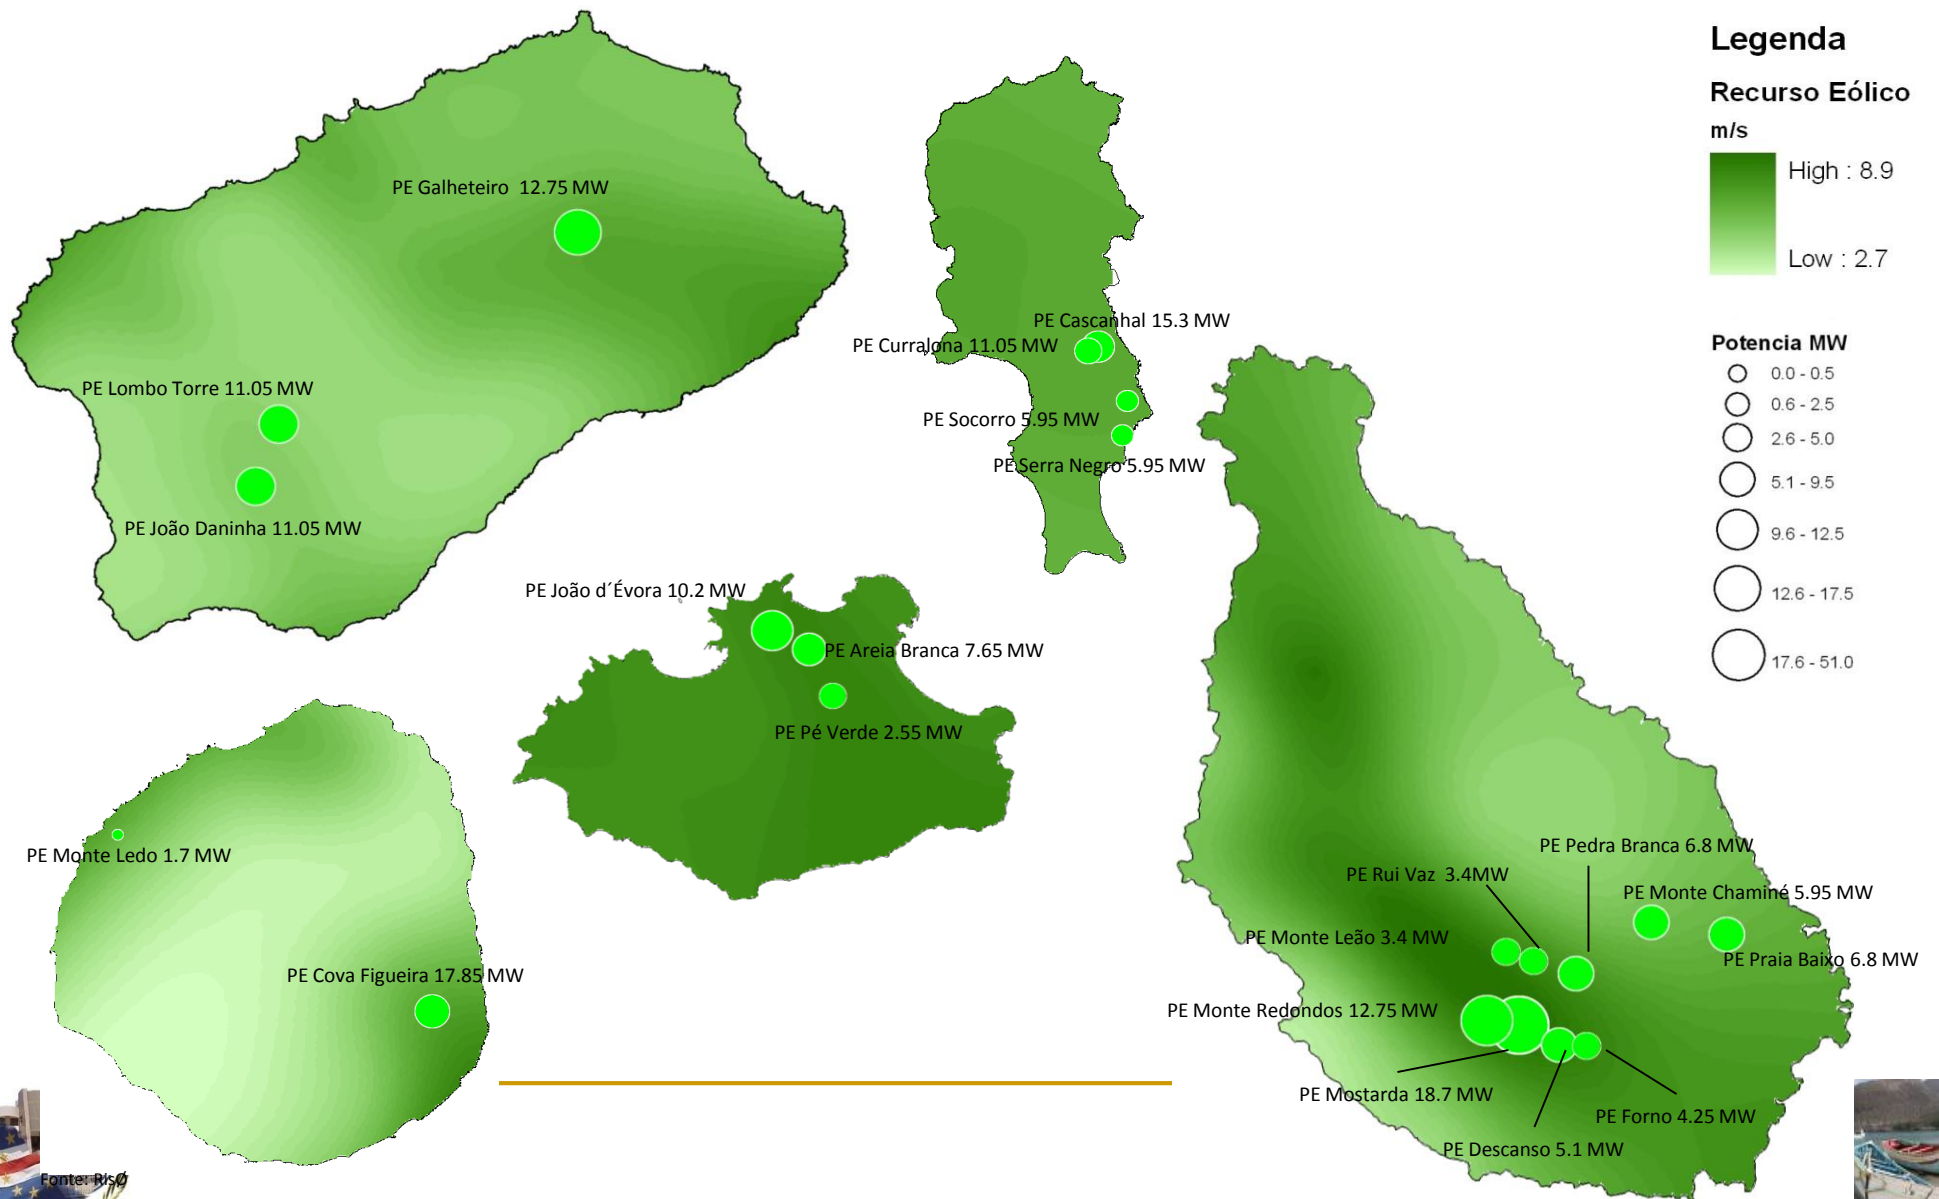 Legenda
Recurso Eólico
m/s
High : 8.9
Low : 2.7
Potencia MW
0.0 - 0.5
0.6 - 2.5
2.6 - 5.0
5.1 - 9.5
9.6 - 12.5
12.6 - 17.5
17.6 - 51.0
PE Galheteiro 12.75 MW
PE Lombo Torre 11.05 MW
PE João Daninha 11.05 MW
PE Cascanhal 15.3 MW
PE Curralona 11.05 MW
PE Socorro 5.95 MW
PE Serra Negro 5.95 MW
PE João d´Évora 10.2 MW
PE Areia Branca 7.65 MW
PE Pé Verde 2.55 MW
PE Monte Ledo 1.7 MW
PE Cova Figueira 17.85 MW
PE Pedra Branca 6.8 MW
PE Rui Vaz 3.4MW
PE Monte Chaminé 5.95 MW
PE Monte Leão 3.4 MW
PE Praia Baixo 6.8 MW
PE Monte Redondos 12.75 MW
PE Mostarda 18.7 MW
PE Forno 4.25 MW
PE Descanso 5.1 MW
Fonte: RisØ